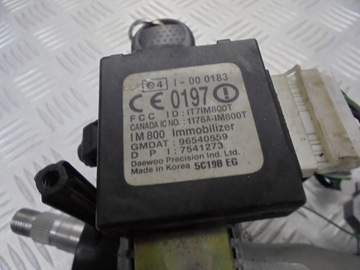 e4 I - 00 0183
CE 0197
FCC ID : IT7IM800T
CANADA IC NO. : 1176A-IM800T
IM 800 Immobilizer
GMDAT : 96540559
D P I : 7541273
Daewoo Precision Ind. Ltd.
Made in Korea 5C19B EG